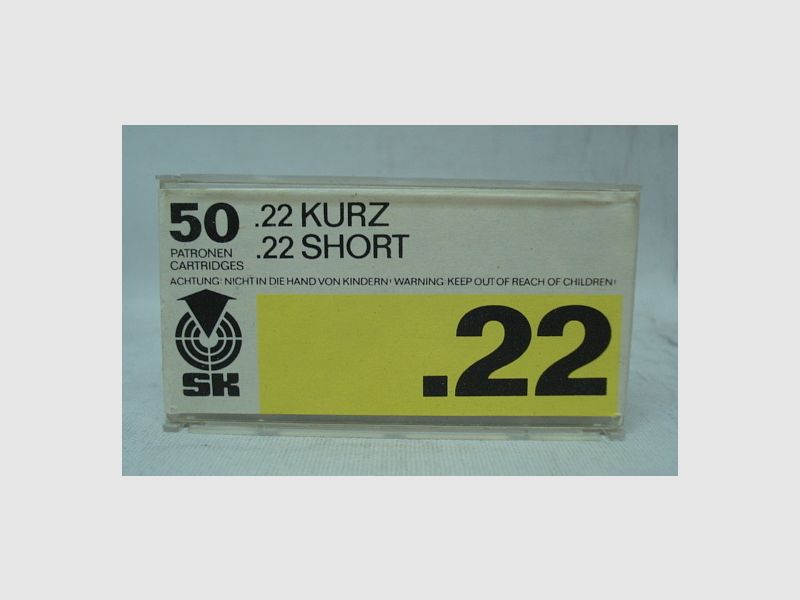 50 .22 KURZ
.22 SHORT
PATRONEN
CARTRIDGES
ACHTUNG: NICHT IN DIE HAND VON KINDERN! WARNING: KEEP OUT OF REACH OF CHILDREN!
.22
SK